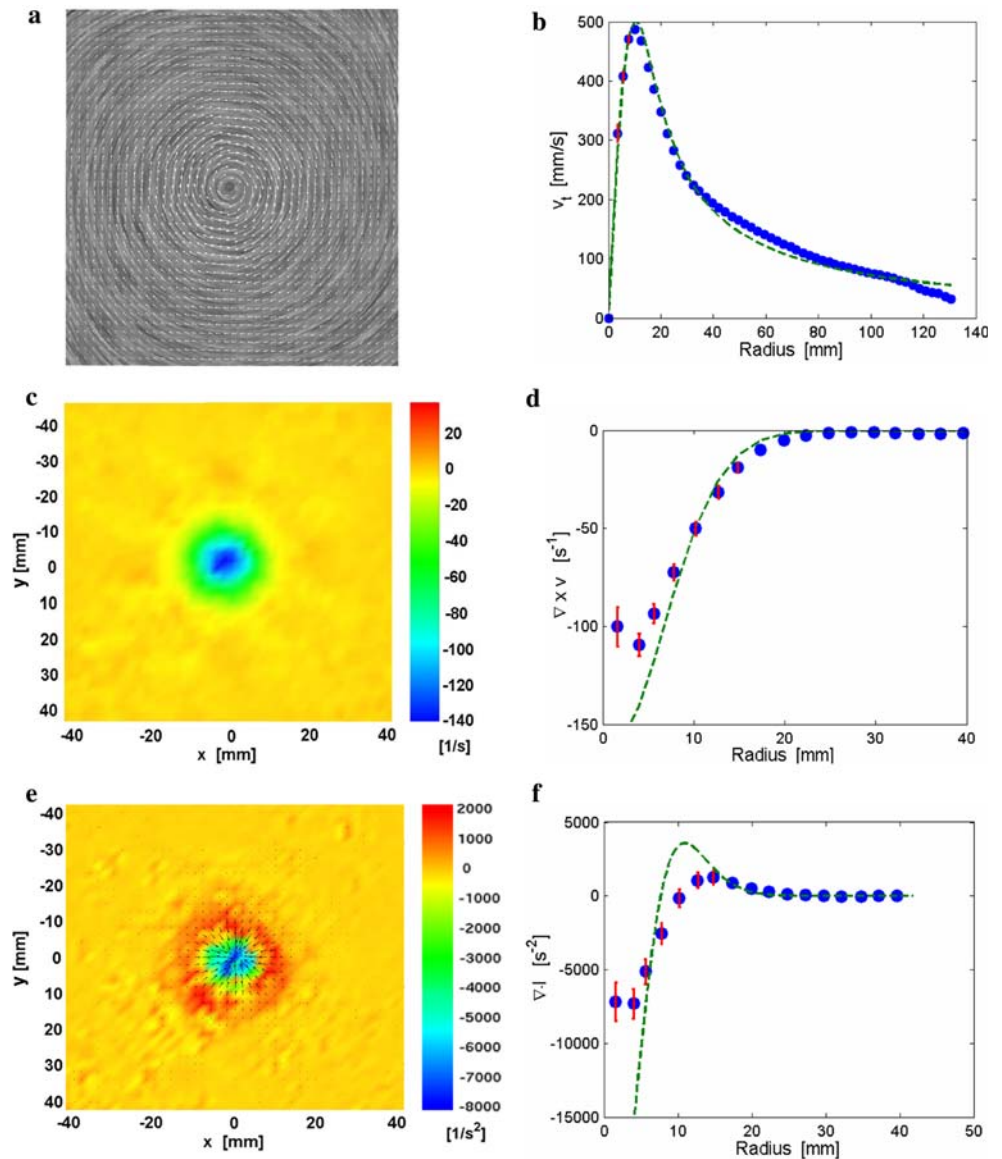 a
b
500
400
300
200
100
0
v_t [mm/s]
0 20 40 60 80 100 120 140
Radius [mm]
c
-40
-30
-20
-10
0
10
20
30
40
y [mm]
-40 -20 0 20 40
x [mm]
20
0
-20
-40
-60
-80
-100
-120
-140
[1/s]
d
0
-50
-100
-150
∇ x v [s⁻¹]
0 10 20 30 40
Radius [mm]
e
-40
-30
-20
-10
0
10
20
30
40
y [mm]
-40 -20 0 20 40
x [mm]
2000
1000
0
-1000
-2000
-3000
-4000
-5000
-6000
-7000
-8000
[1/s²]
f
5000
0
-5000
-10000
-15000
∇·l [s⁻²]
0 10 20 30 40 50
Radius [mm]